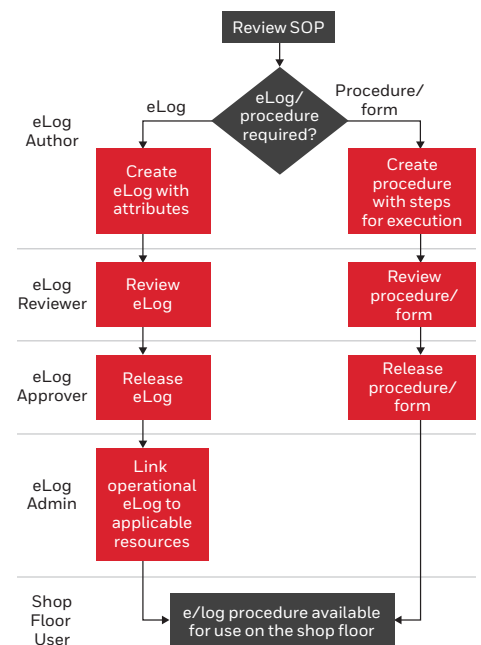 Review SOP
eLog/
procedure
required?
eLog
Procedure/
form
eLog
Author
Create
eLog with
attributes
Create
procedure
with steps
for execution
eLog
Reviewer
Review
eLog
Review
procedure/
form
eLog
Approver
Release
eLog
Release
procedure/
form
eLog
Admin
Link
operational
eLog to
applicable
resources
Shop
Floor
User
e/log procedure available
for use on the shop floor